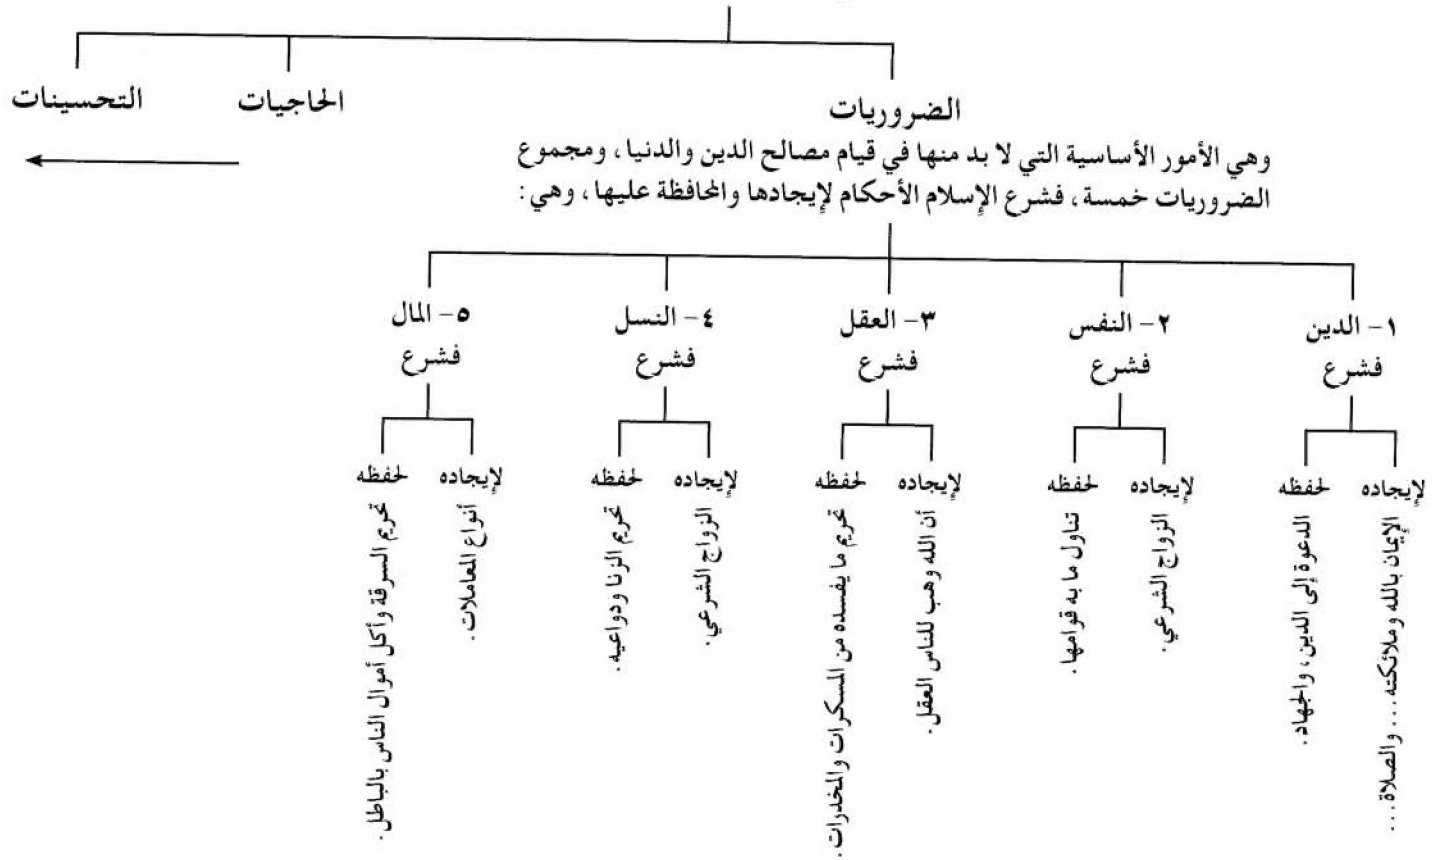 الضروريات
الحاجيات
التحسينات
وهي الأمور الأساسية التي لا بد منها في قيام مصالح الدين والدنيا، ومجموع
الضروريات خمسة، فشرع الإسلام الأحكام لإيجادها والمحافظة عليها، وهي:
١- الدين
فشرع
لإيجاده
الإيمان بالله وملائكته... والصلاة...
لحفظه
الدعوة إلى الدين، والجهاد.
٢- النفس
فشرع
لإيجاده
الزواج الشرعي.
لحفظه
تناول ما به قوامها.
٣- العقل
فشرع
لإيجاده
أن الله وهب للناس العقل.
لحفظه
تحريم ما يفسده من المسكرات والمخدرات.
٤- النسل
فشرع
لإيجاده
الزواج الشرعي.
لحفظه
تحريم الزنا ودواعيه.
٥- المال
فشرع
لإيجاده
أنواع المعاملات.
لحفظه
تحريم السرقة وأكل أموال الناس بالباطل.